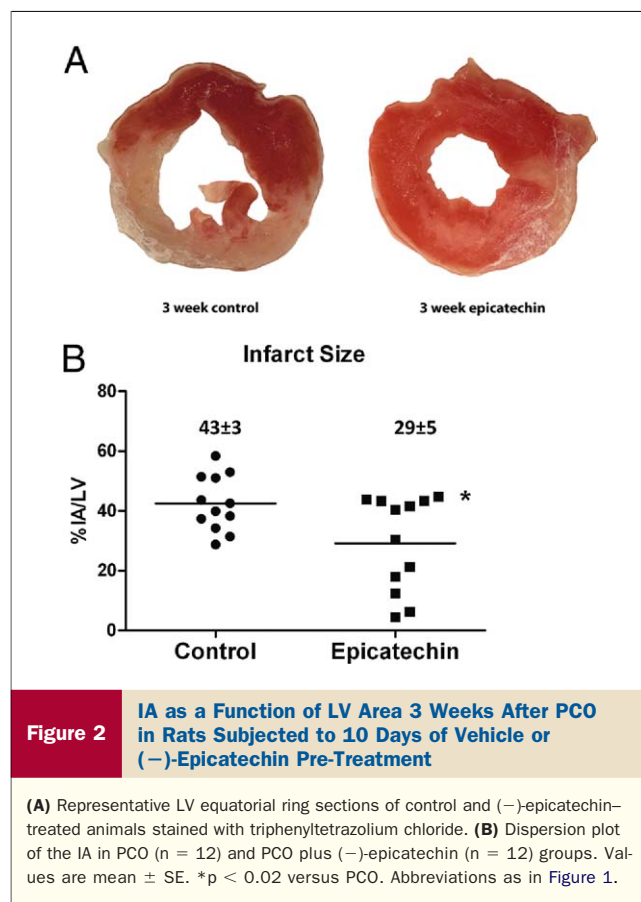 A
3 week control
3 week epicatechin
B
Infarct Size
80
60
40
20
0
%IA/LV
43±3
29±5
*
Control
Epicatechin
Figure 2
IA as a Function of LV Area 3 Weeks After PCO
in Rats Subjected to 10 Days of Vehicle or
(−)-Epicatechin Pre-Treatment
(A) Representative LV equatorial ring sections of control and (−)-epicatechin–
treated animals stained with triphenyltetrazolium chloride. (B) Dispersion plot
of the IA in PCO (n = 12) and PCO plus (−)-epicatechin (n = 12) groups. Val-
ues are mean ± SE. *p < 0.02 versus PCO. Abbreviations as in Figure 1.